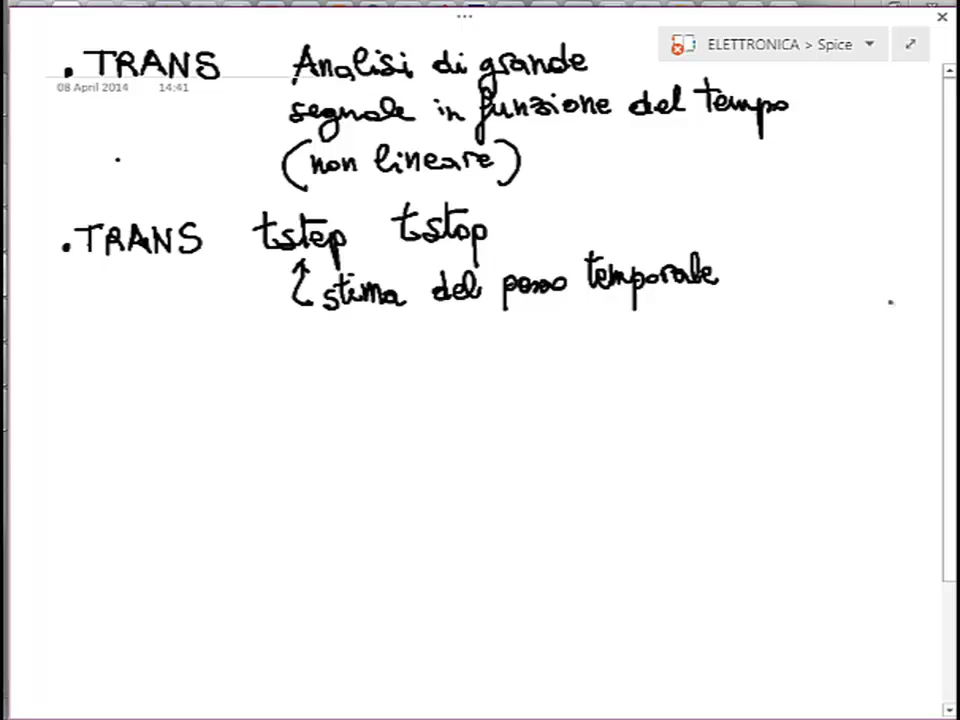 ELETTRONICA > Spice
.TRANS Analisi di grande
08 April 2014 14:41
segnale in funzione del tempo
(non lineare)
.TRANS tstep tstop
stima del passo temporale